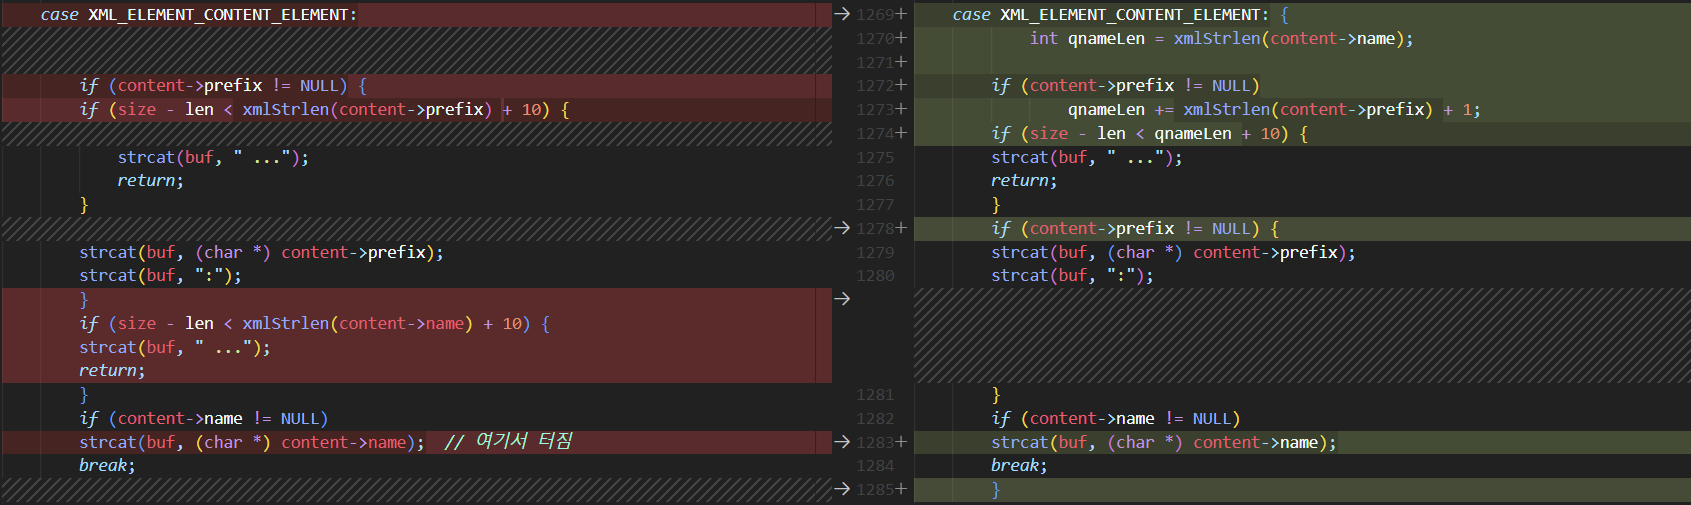 case XML_ELEMENT_CONTENT_ELEMENT:
if (content->prefix != NULL) {
if (size - len < xmlStrlen(content->prefix) + 10) {
strcat(buf, " ...");
return;
}
strcat(buf, (char *) content->prefix);
strcat(buf, ":");
}
if (size - len < xmlStrlen(content->name) + 10) {
strcat(buf, " ...");
return;
}
if (content->name != NULL)
strcat(buf, (char *) content->name);  // 여기서 터짐
break;
→ 1269+ case XML_ELEMENT_CONTENT_ELEMENT: {
1270+ int qnameLen = xmlStrlen(content->name);
1271+
1272+ if (content->prefix != NULL)
1273+ qnameLen += xmlStrlen(content->prefix) + 1;
1274+ if (size - len < qnameLen + 10) {
1275 strcat(buf, " ...");
1276 return;
1277 }
→ 1278+ if (content->prefix != NULL) {
1279 strcat(buf, (char *) content->prefix);
1280 strcat(buf, ":");
→
1281 }
1282 if (content->name != NULL)
→ 1283+ strcat(buf, (char *) content->name);
1284 break;
→ 1285+ }